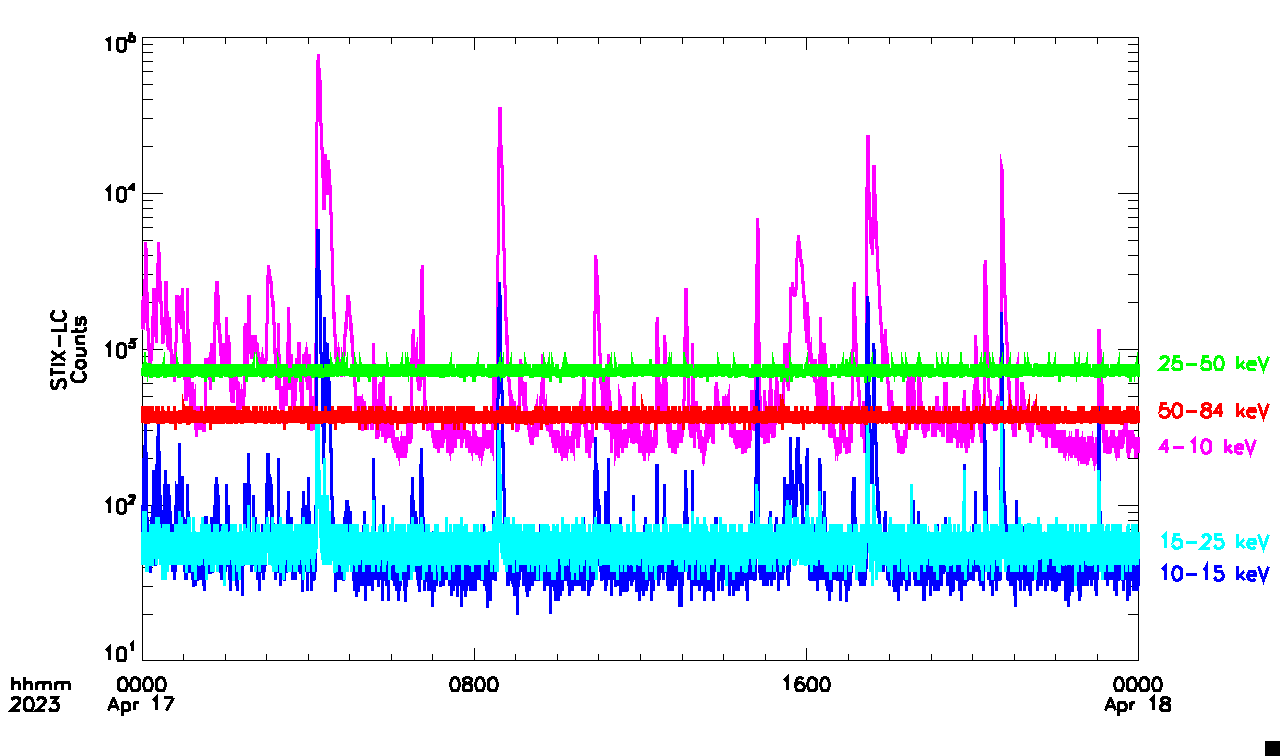 10⁵
10⁴
STIX-LC
Counts
10³
25-50 keV
50-84 keV
4-10 keV
10²
15-25 keV
10-15 keV
10¹
hhmm 0000 0800 1600 0000
2023 Apr 17 Apr 18